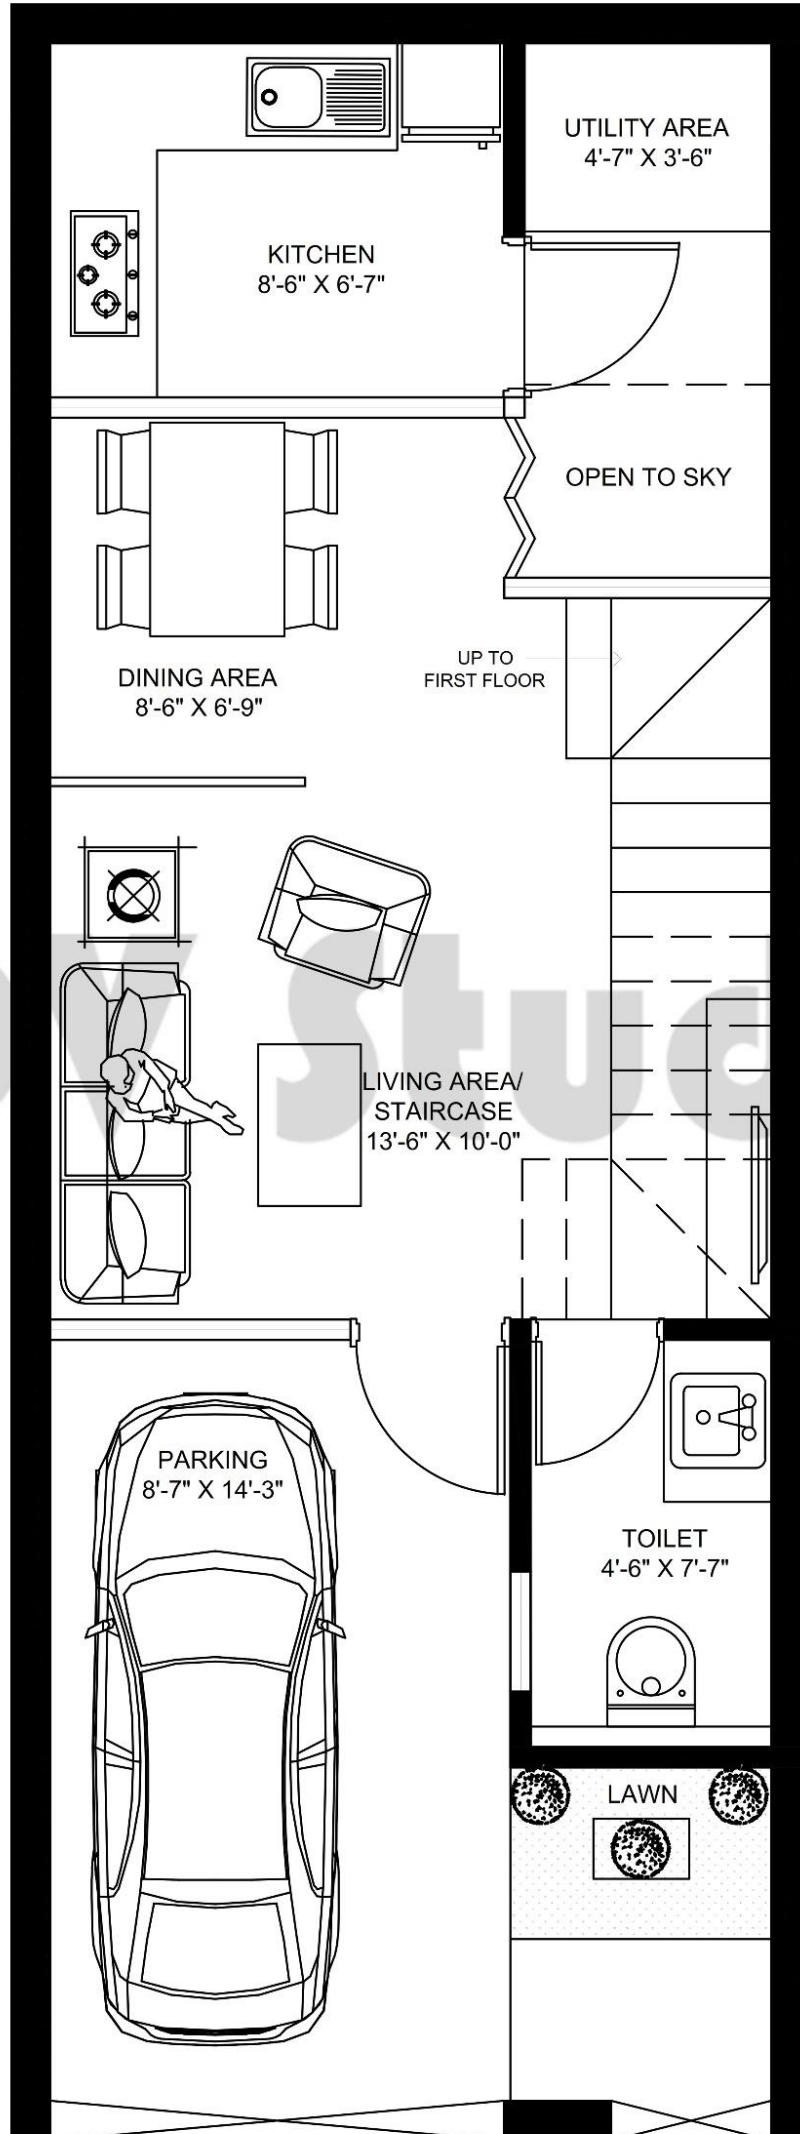 UTILITY AREA
4'-7" X 3'-6"
KITCHEN
8'-6" X 6'-7"
OPEN TO SKY
UP TO
FIRST FLOOR
DINING AREA
8'-6" X 6'-9"
LIVING AREA/
STAIRCASE
13'-6" X 10'-0"
PARKING
8'-7" X 14'-3"
TOILET
4'-6" X 7'-7"
LAWN